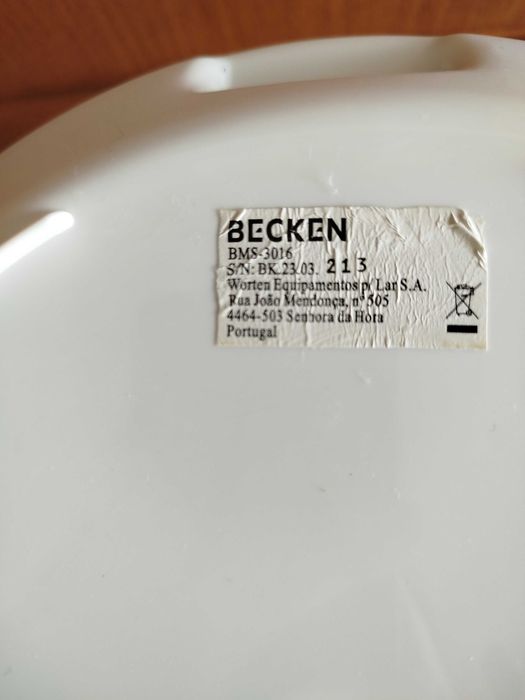 BECKEN
BMS-3016
S/N: BK.23.03. 213
Worten Equipamentos p/ Lar S.A.
Rua João Mendonça, nº 505
4464-503 Senhora da Hora
Portugal